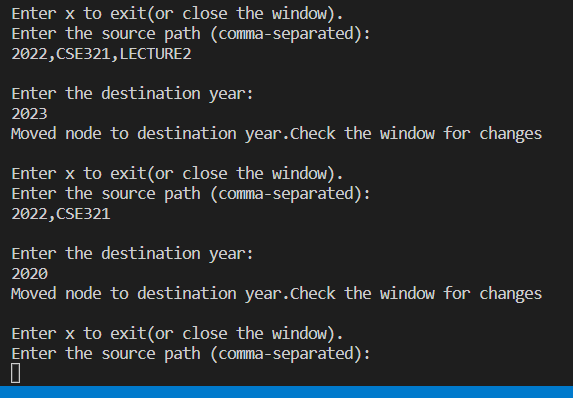 Enter x to exit(or close the window).
Enter the source path (comma-separated):
2022,CSE321,LECTURE2
Enter the destination year:
2023
Moved node to destination year.Check the window for changes
Enter x to exit(or close the window).
Enter the source path (comma-separated):
2022,CSE321
Enter the destination year:
2020
Moved node to destination year.Check the window for changes
Enter x to exit(or close the window).
Enter the source path (comma-separated):